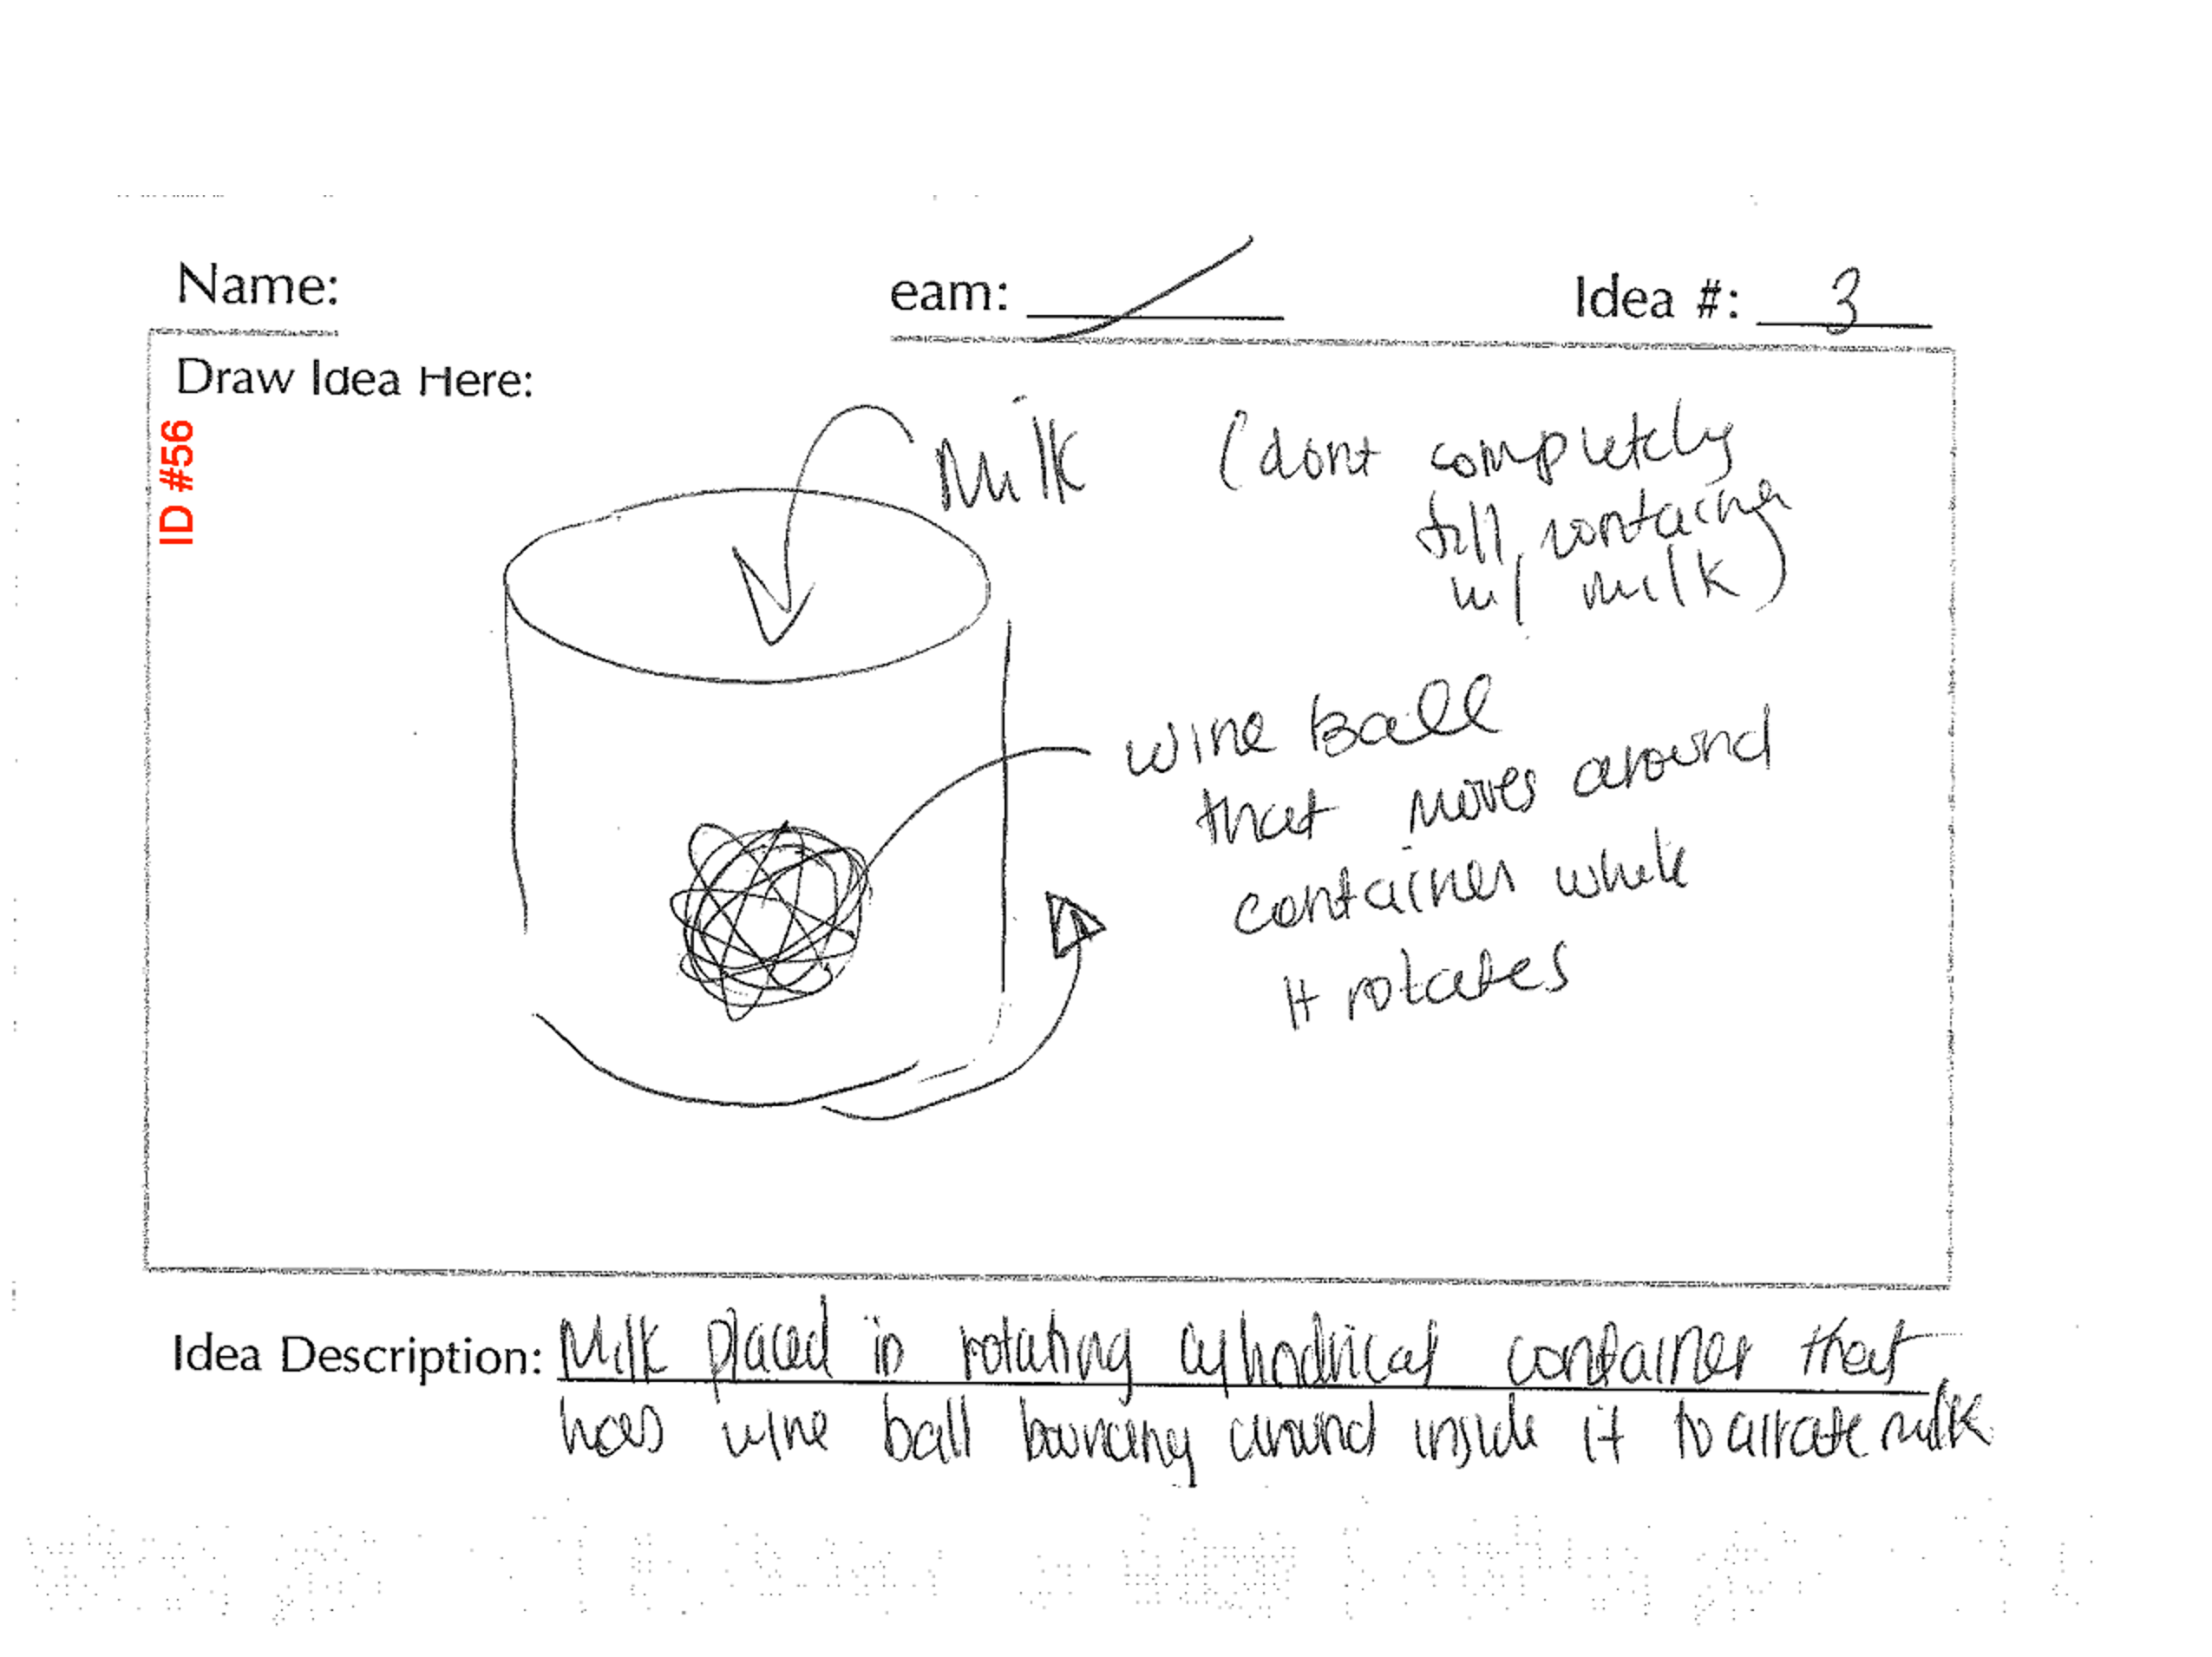 Name:
eam:
Idea #: 3
Draw Idea Here:
ID #56
Milk (dont completely
fill container
w/ milk)
wire Ball
that moves around
container while
it rotates
Idea Description: Milk placed in rotating cylindrical container that
has wire ball bouncing around inside it to airate milk